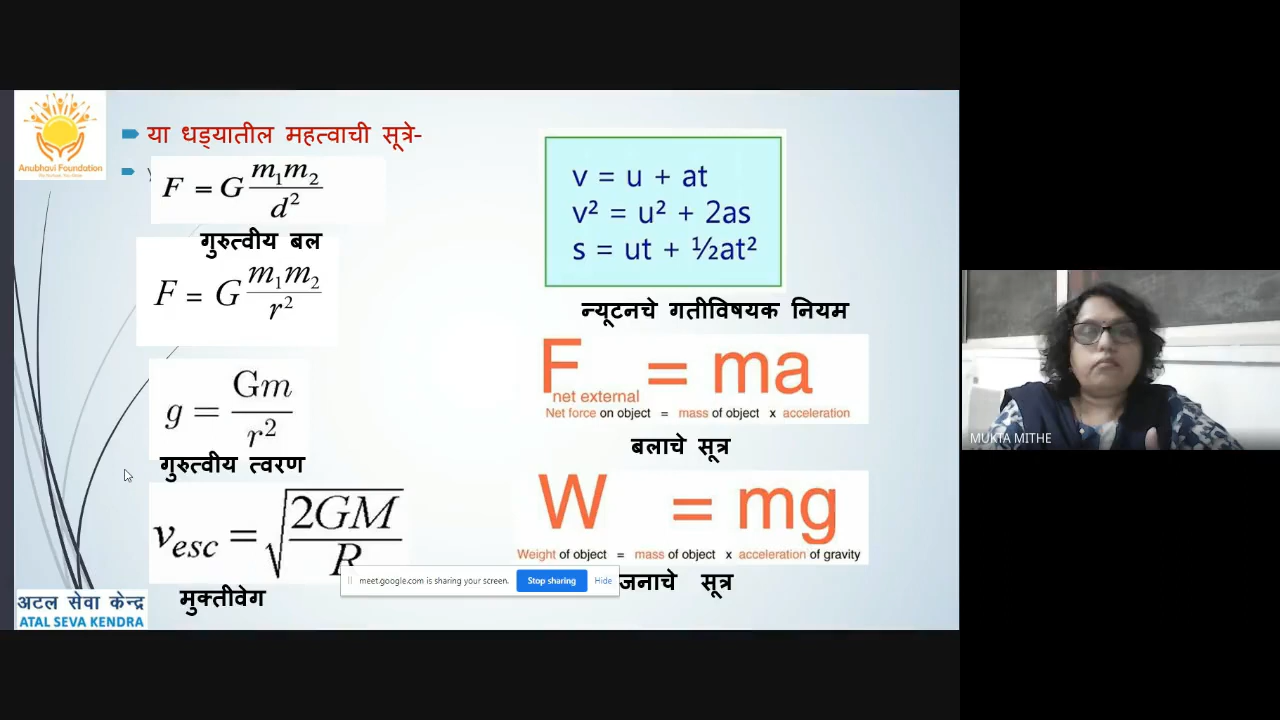 Anubhavi Foundation
या धड्यातील महत्वाची सूत्रे-
F = G m₁m₂ / d²
गुरुत्वीय बल
F = G m₁m₂ / r²
g = Gm / r²
गुरुत्वीय त्वरण
v_esc = √(2GM / R)
मुक्तीवेग
अटल सेवा केन्द्र
ATAL SEVA KENDRA
v = u + at
v² = u² + 2as
s = ut + ½at²
न्यूटनचे गतीविषयक नियम
F net external = ma
Net force on object = mass of object x acceleration
बलाचे सूत्र
W = mg
Weight of object = mass of object x acceleration of gravity
जनाचे सूत्र
meet.google.com is sharing your screen. Stop sharing Hide
MUKTA MITHE